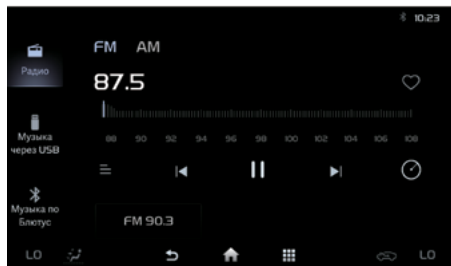 10:23
FM AM
Радио
87.5
88 90 92 94 96 98 100 102 104 106 108
Музыка
через USB
Музыка по
Блютус
FM 90.3
LO LO